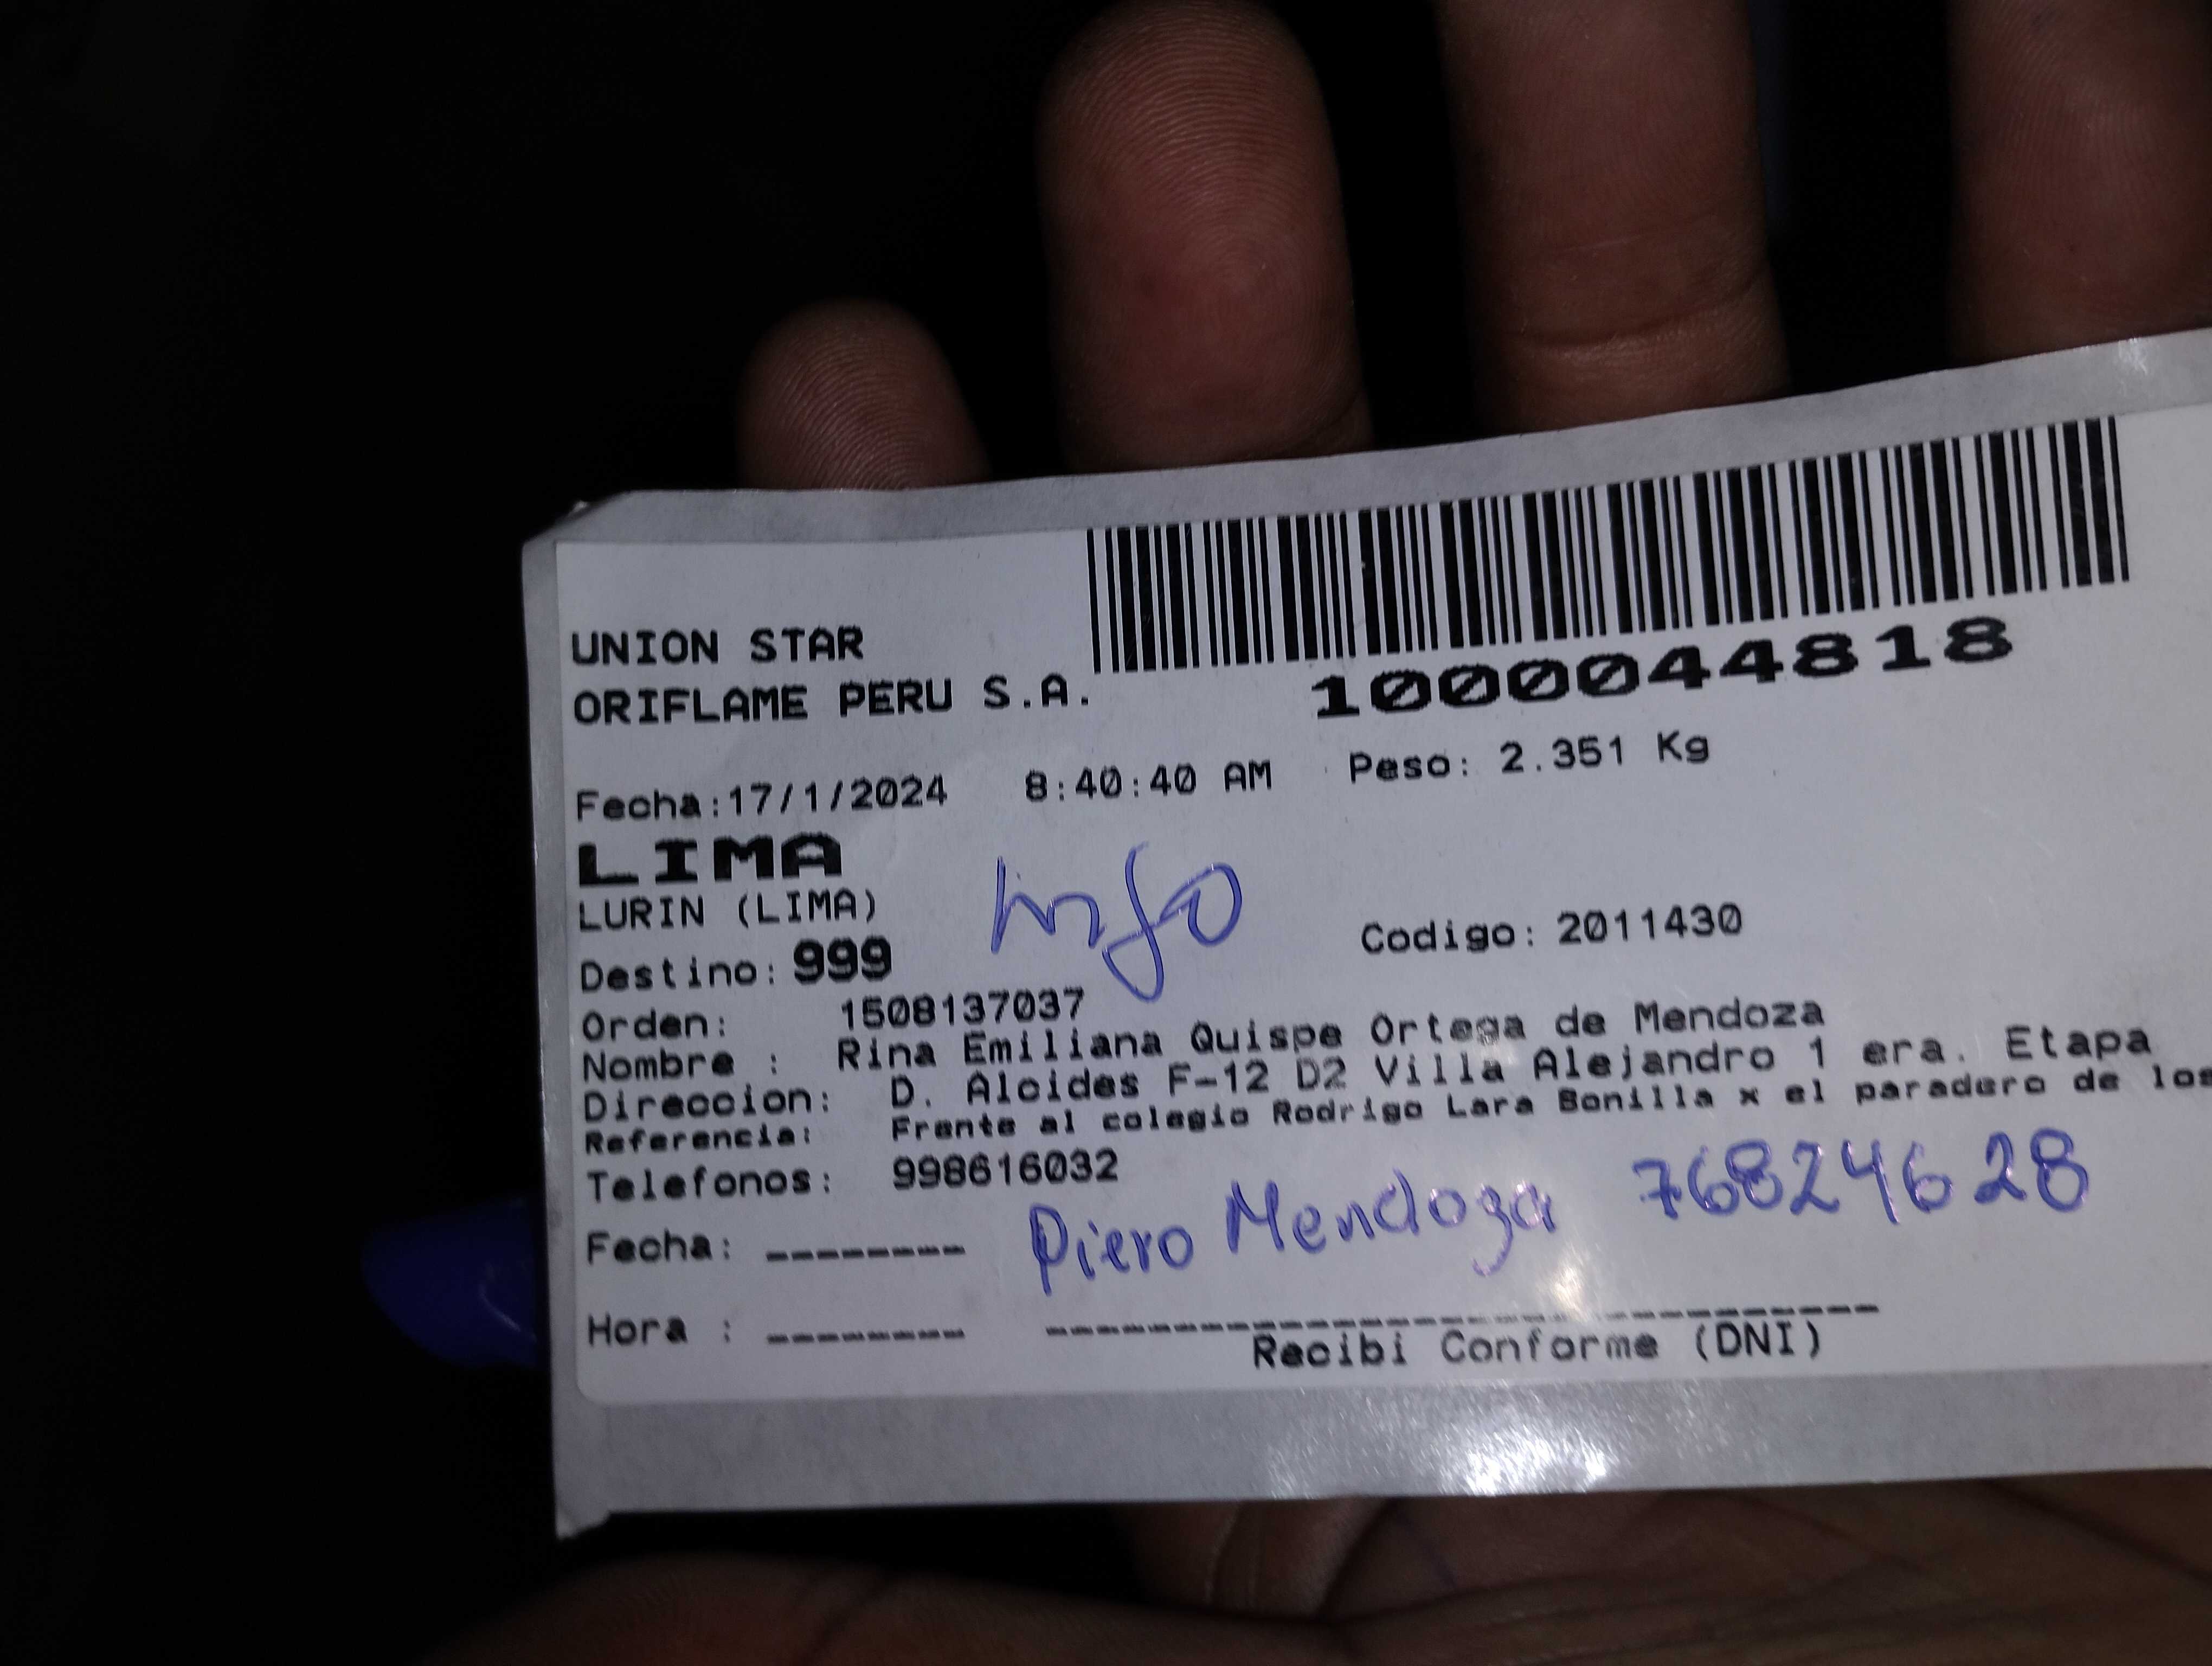 UNION STAR
ORIFLAME PERU S.A.
1000044818
Fecha:17/1/2024 8:40:40 AM Peso: 2.351 Kg
LIMA
LURIN (LIMA)
Destino: 999 Codigo: 2011430
Orden: 1508137037
Nombre : Rina Emiliana Quispe Ortega de Mendoza
Direccion: D. Alcides F-12 D2 Villa Alejandro 1 era. Etapa
Referencia: Frente al colegio Rodrigo Lara Bonilla x el paradero de los
Telefonos: 998616032
Piero Mendoza 76824628
Fecha: --------
Hora : --------
Recibi Conforme (DNI)